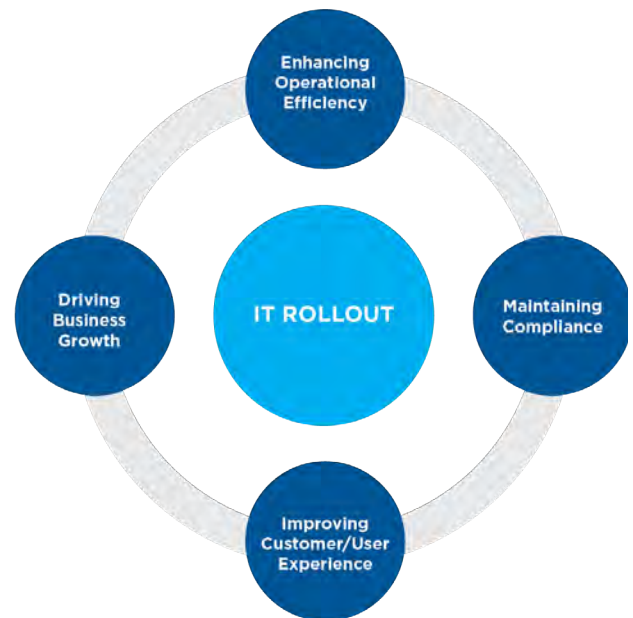 Enhancing
Operational
Efficiency
Driving
Business
Growth
IT ROLLOUT
Maintaining
Compliance
Improving
Customer/User
Experience